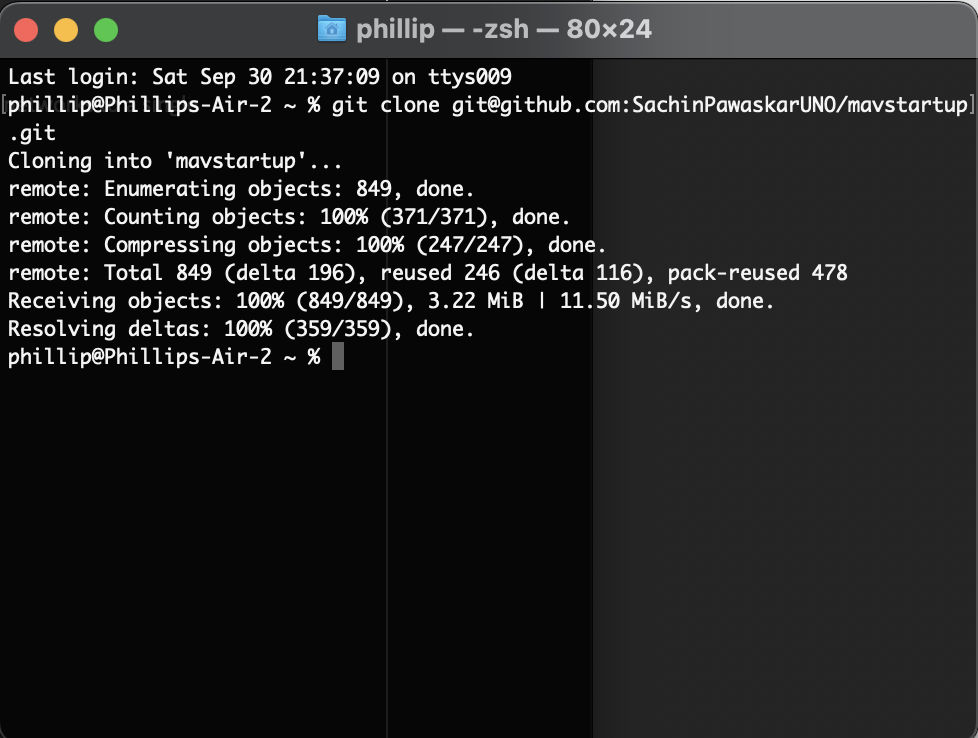 phillip — -zsh — 80×24
Last login: Sat Sep 30 21:37:09 on ttys009
[phillip@Phillips-Air-2 ~ % git clone git@github.com:SachinPawaskarUNO/mavstartup]
.git
Cloning into 'mavstartup'...
remote: Enumerating objects: 849, done.
remote: Counting objects: 100% (371/371), done.
remote: Compressing objects: 100% (247/247), done.
remote: Total 849 (delta 196), reused 246 (delta 116), pack-reused 478
Receiving objects: 100% (849/849), 3.22 MiB | 11.50 MiB/s, done.
Resolving deltas: 100% (359/359), done.
phillip@Phillips-Air-2 ~ %